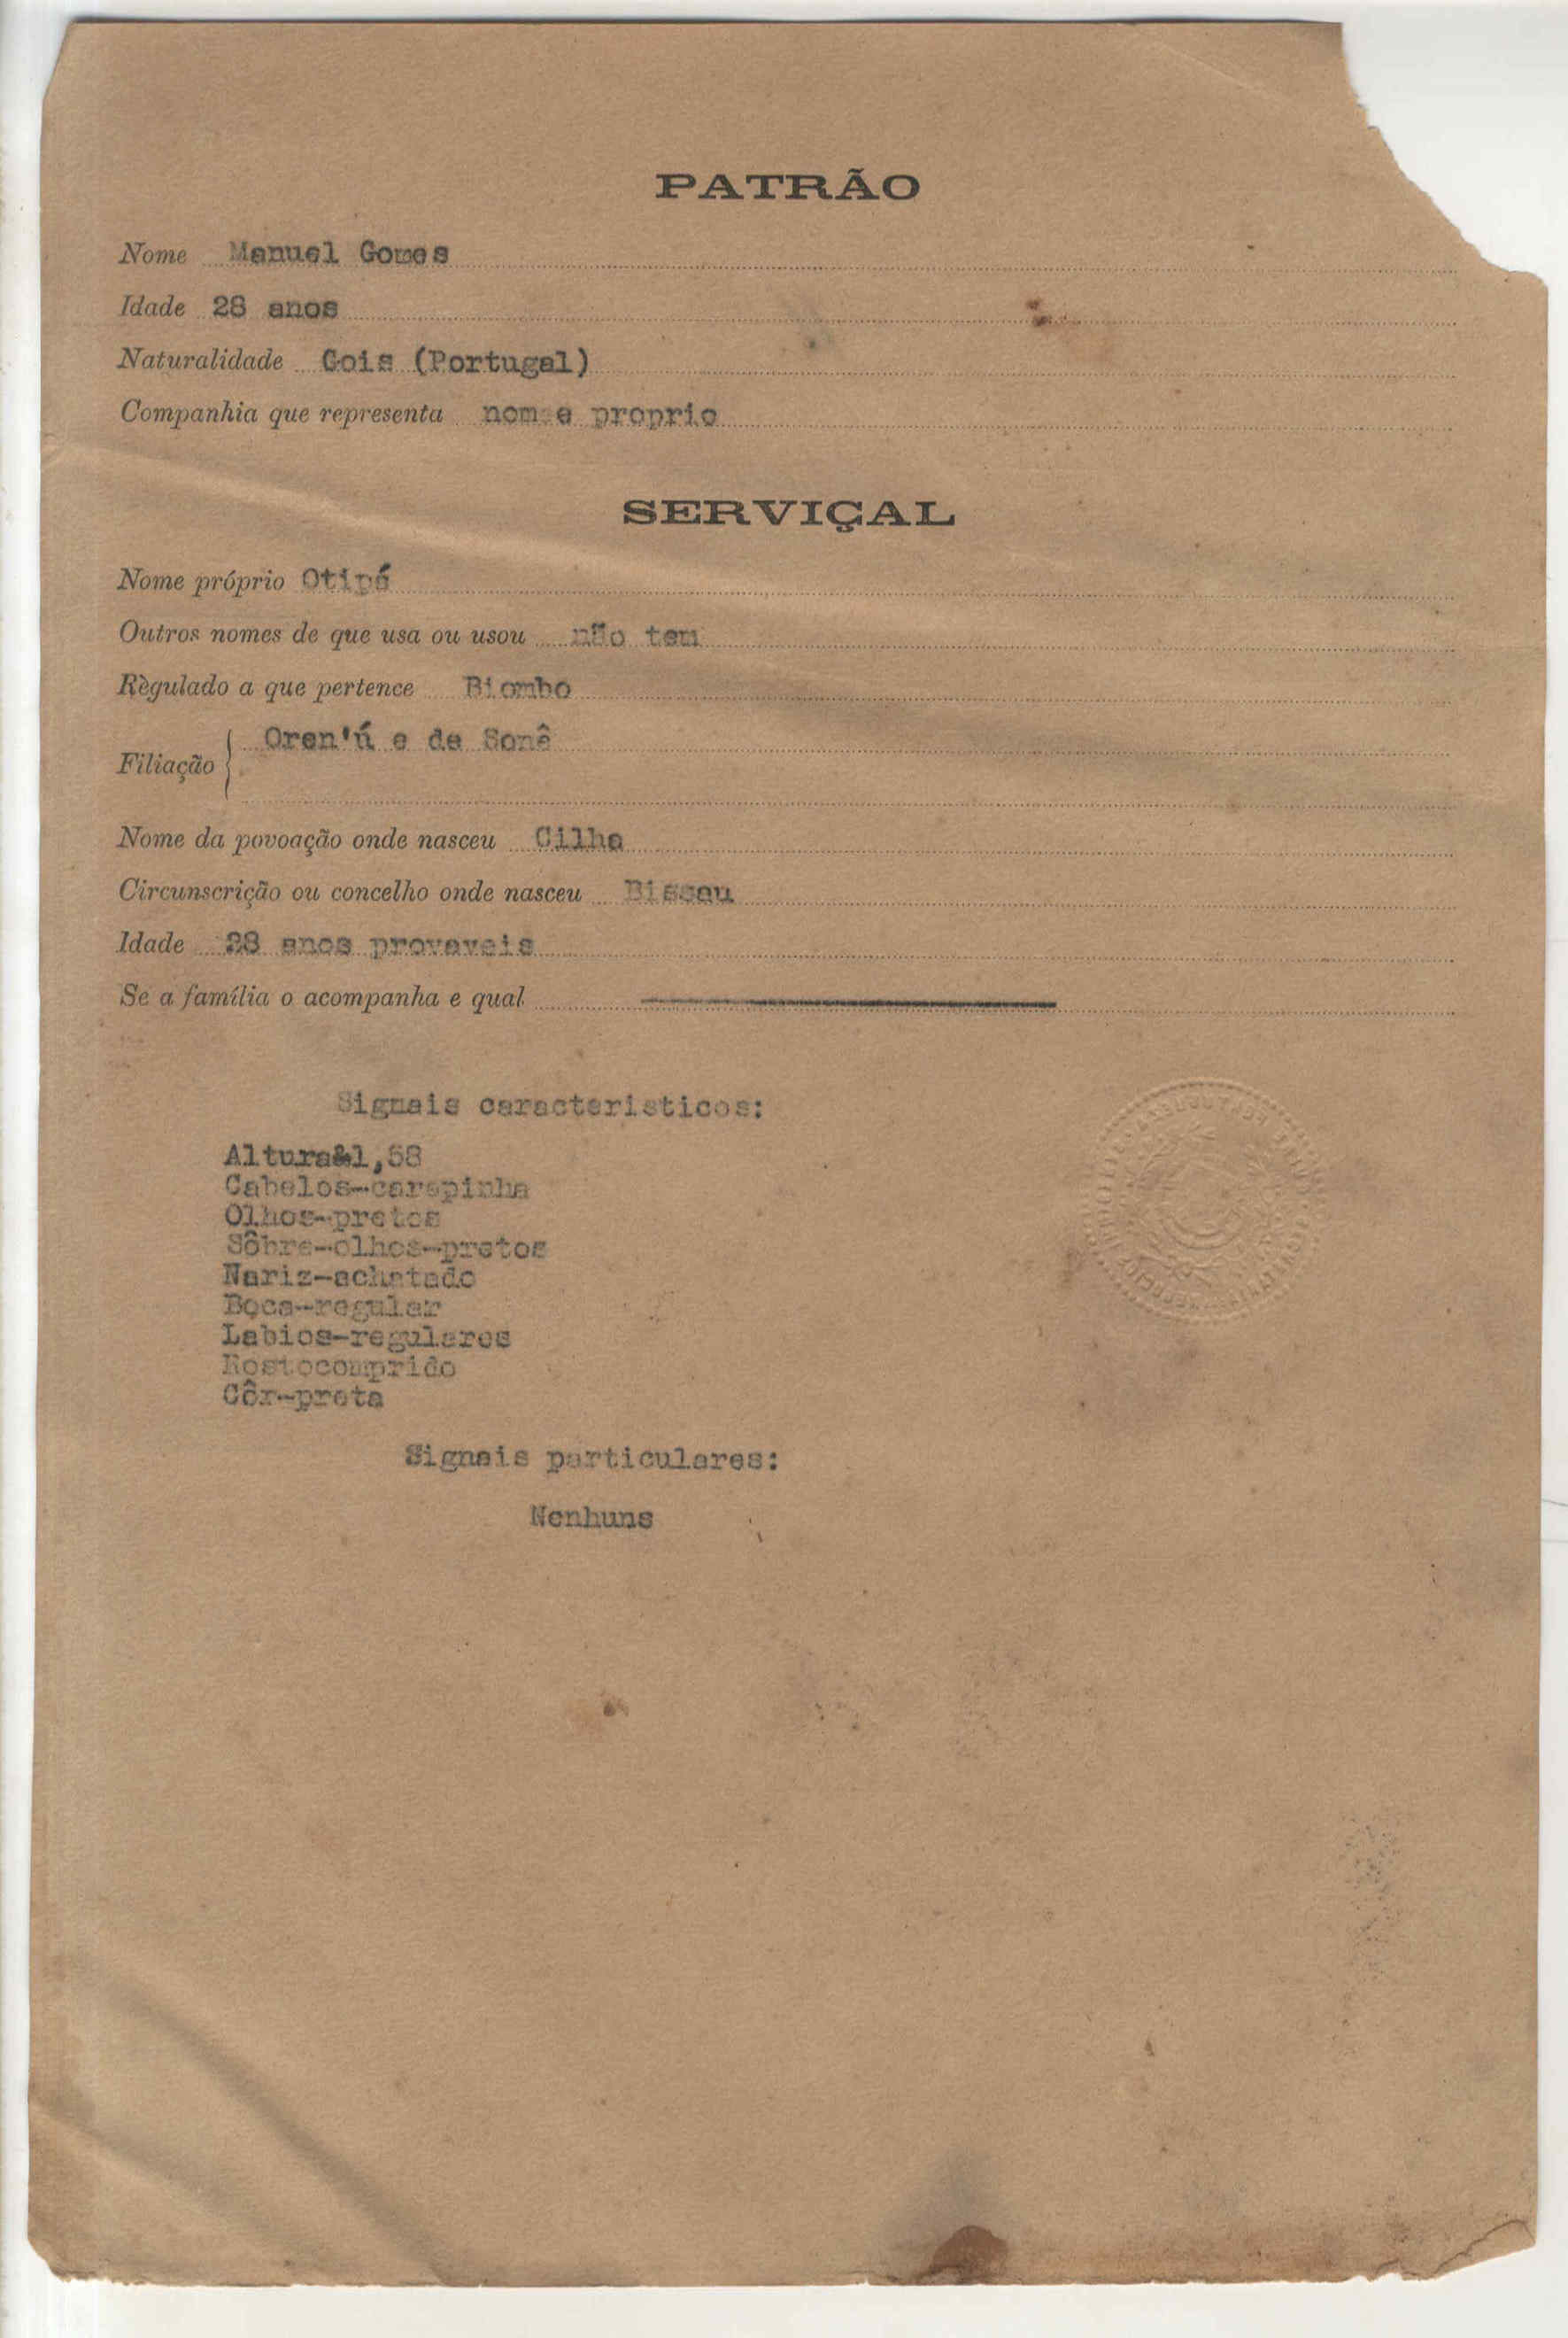 PATRÃO
Nome Manuel Gomes
Idade 28 anos
Naturalidade Gois (Portugal)
Companhia que representa nome proprio
SERVIÇAL
Nome próprio Otipá
Outros nomes de que usa ou usou não tem
Règulado a que pertence Biombo
Filiação { Oren'ú e de Sonê
Nome da povoação onde nasceu Cilha
Circunscrição ou concelho onde nasceu Bissau
Idade 28 anos provaveis
Se a família o acompanha e qual
Signais caracteristicos:
Altura&1,58
Cabelos-carapinha
Olhos-pretos
Sôbre-olhos-pretos
Nariz-achatado
Boca-regular
Labios-regulares
Rostocomprido
Côr-preta
Signais particulares:
Nenhuns